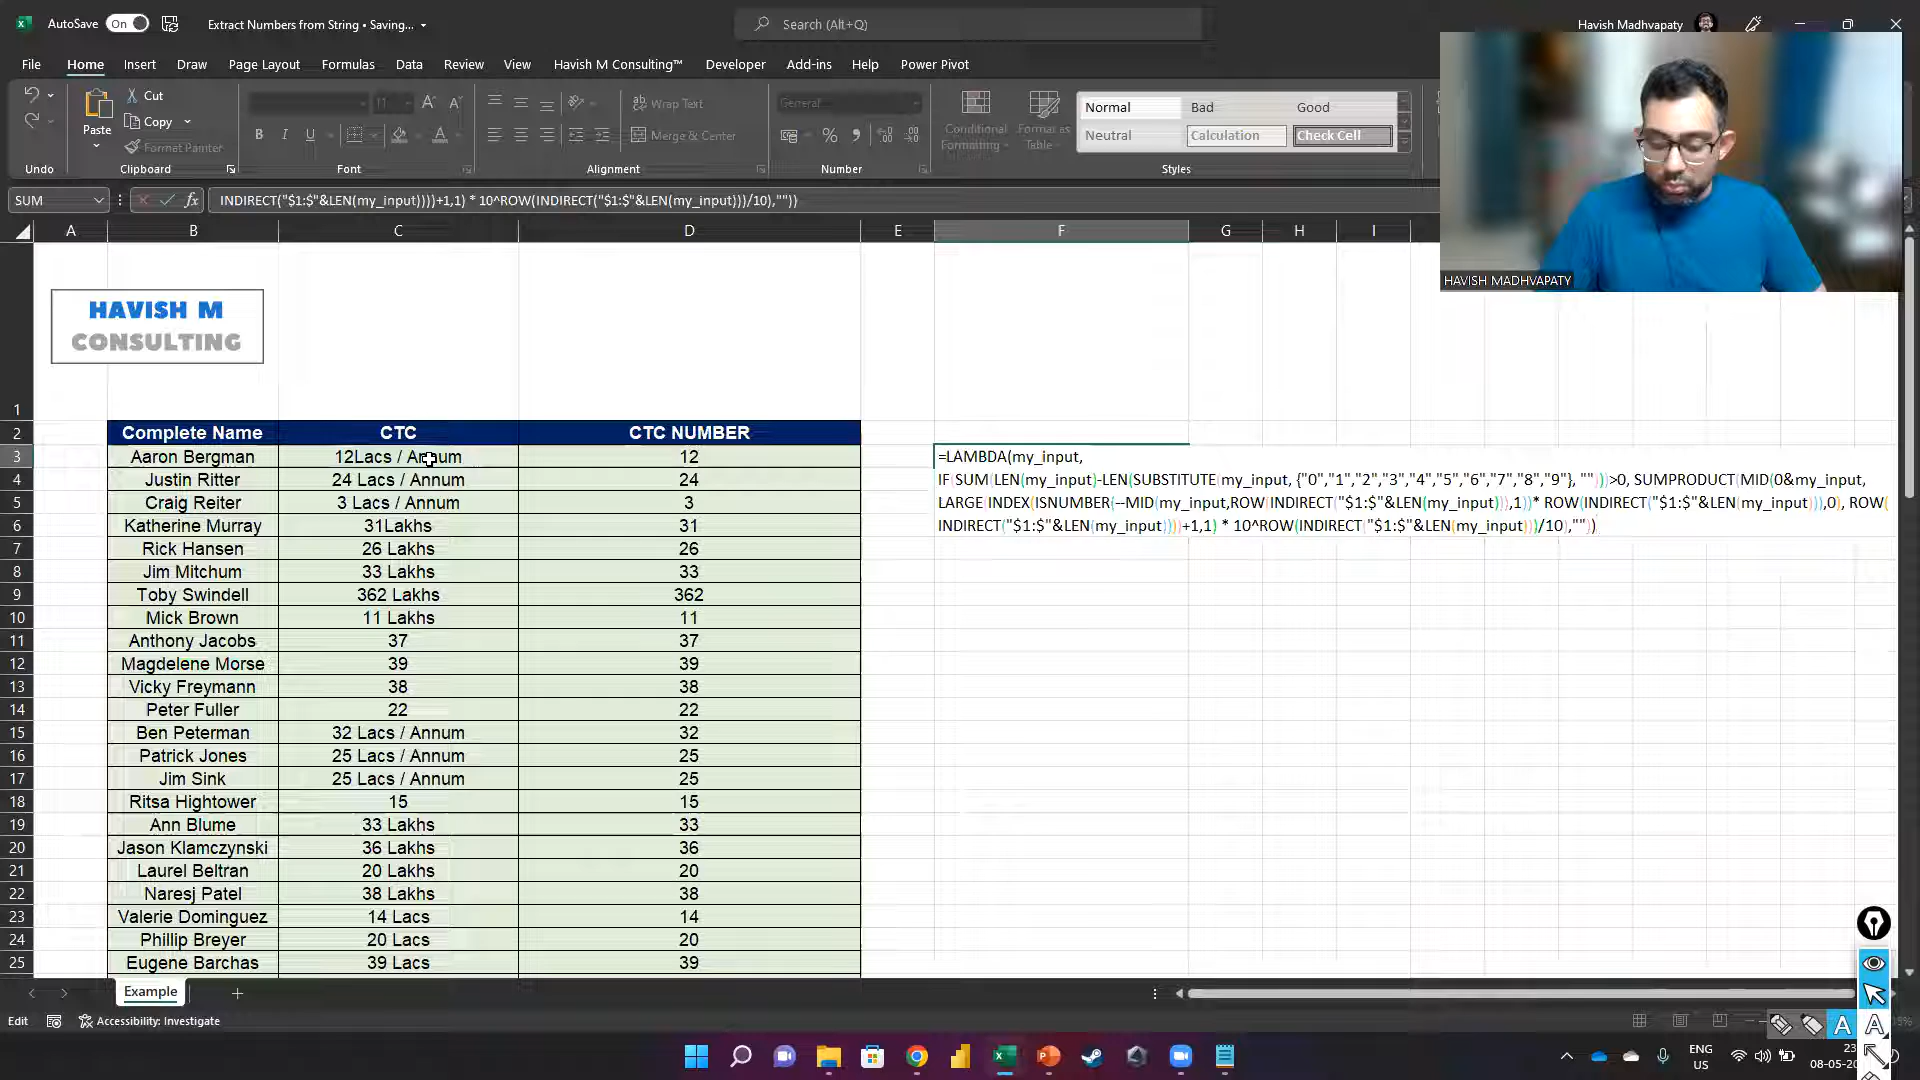 AutoSave On Extract Numbers from String • Saving... Search (Alt+Q) Havish Madhvapaty
File Home Insert Draw Page Layout Formulas Data Review View Havish M Consulting™ Developer Add-ins Help Power Pivot
Cut
Copy
Paste
Format Painter
11
Wrap Text
Merge & Center
General
Conditional Formatting
Format as Table
Normal Bad Good
Neutral Calculation Check Cell
Undo Clipboard Font Alignment Number Styles
SUM INDIRECT("$1:$"&LEN(my_input))))+1,1) * 10^ROW(INDIRECT("$1:$"&LEN(my_input)))/10),""))
HAVISH MADHVAPATY
A B C D E F G H I
HAVISH M
CONSULTING
1
2 Complete Name CTC CTC NUMBER
3 Aaron Bergman 12Lacs / Annum 12 =LAMBDA(my_input,
4 Justin Ritter 24 Lacs / Annum 24 IF(SUM(LEN(my_input)-LEN(SUBSTITUTE(my_input, {"0","1","2","3","4","5","6","7","8","9"}, "")))>0, SUMPRODUCT(MID(0&my_input,
5 Craig Reiter 3 Lacs / Annum 3 LARGE(INDEX(ISNUMBER(--MID(my_input,ROW(INDIRECT("$1:$"&LEN(my_input))),1))* ROW(INDIRECT("$1:$"&LEN(my_input))),0), ROW(
6 Katherine Murray 31Lakhs 31 INDIRECT("$1:$"&LEN(my_input))))+1,1) * 10^ROW(INDIRECT("$1:$"&LEN(my_input)))/10),""))
7 Rick Hansen 26 Lakhs 26
8 Jim Mitchum 33 Lakhs 33
9 Toby Swindell 362 Lakhs 362
10 Mick Brown 11 Lakhs 11
11 Anthony Jacobs 37 37
12 Magdelene Morse 39 39
13 Vicky Freymann 38 38
14 Peter Fuller 22 22
15 Ben Peterman 32 Lacs / Annum 32
16 Patrick Jones 25 Lacs / Annum 25
17 Jim Sink 25 Lacs / Annum 25
18 Ritsa Hightower 15 15
19 Ann Blume 33 Lakhs 33
20 Jason Klamczynski 36 Lakhs 36
21 Laurel Beltran 20 Lakhs 20
22 Naresj Patel 38 Lakhs 38
23 Valerie Dominguez 14 Lacs 14
24 Phillip Breyer 20 Lacs 20
25 Eugene Barchas 39 Lacs 39
Example
Edit Accessibility: Investigate
ENG
US
23
08-05-20